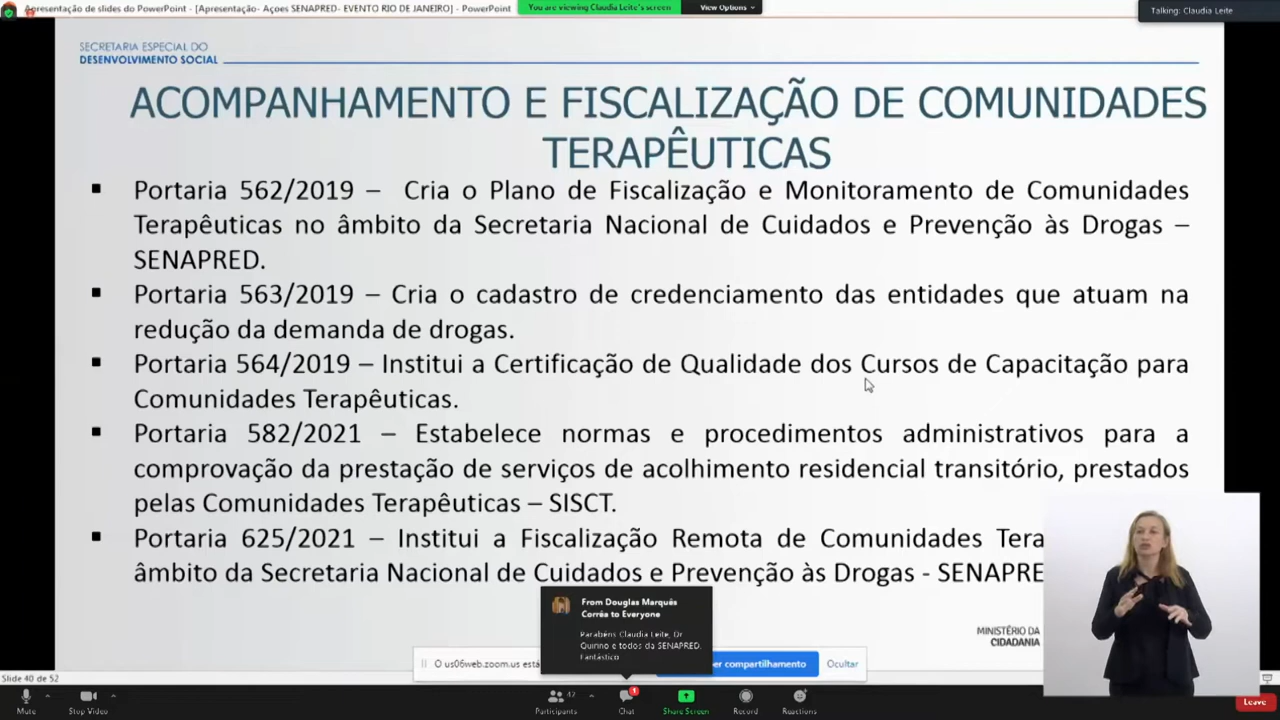 Apresentação de slides do PowerPoint - [Apresentação- Açoes SENAPRED- EVENTO RIO DE JANEIRO] - PowerPoint
You are viewing Claudia Leite's screen
View Options
Talking: Claudia Leite
SECRETARIA ESPECIAL DO
DESENVOLVIMENTO SOCIAL
ACOMPANHAMENTO E FISCALIZAÇÃO DE COMUNIDADES
TERAPÊUTICAS
▪ Portaria 562/2019 – Cria o Plano de Fiscalização e Monitoramento de Comunidades
Terapêuticas no âmbito da Secretaria Nacional de Cuidados e Prevenção às Drogas –
SENAPRED.
▪ Portaria 563/2019 – Cria o cadastro de credenciamento das entidades que atuam na
redução da demanda de drogas.
▪ Portaria 564/2019 – Institui a Certificação de Qualidade dos Cursos de Capacitação para
Comunidades Terapêuticas.
▪ Portaria 582/2021 – Estabelece normas e procedimentos administrativos para a
comprovação da prestação de serviços de acolhimento residencial transitório, prestados
pelas Comunidades Terapêuticas – SISCT.
▪ Portaria 625/2021 – Institui a Fiscalização Remota de Comunidades Tera
âmbito da Secretaria Nacional de Cuidados e Prevenção às Drogas - SENAPRE
From Douglas Marquês
Corrêa to Everyone
Parabéns Claudia Leite, Dr
Quirino e todos da SENAPRED.
Fantástico
MINISTÉRIO DA
CIDADANIA
O us06web.zoom.us está
er compartilhamento
Ocultar
Slide 40 de 52
Mute
Stop Video
47
Participants
1
Chat
Share Screen
Record
Reactions
Leave